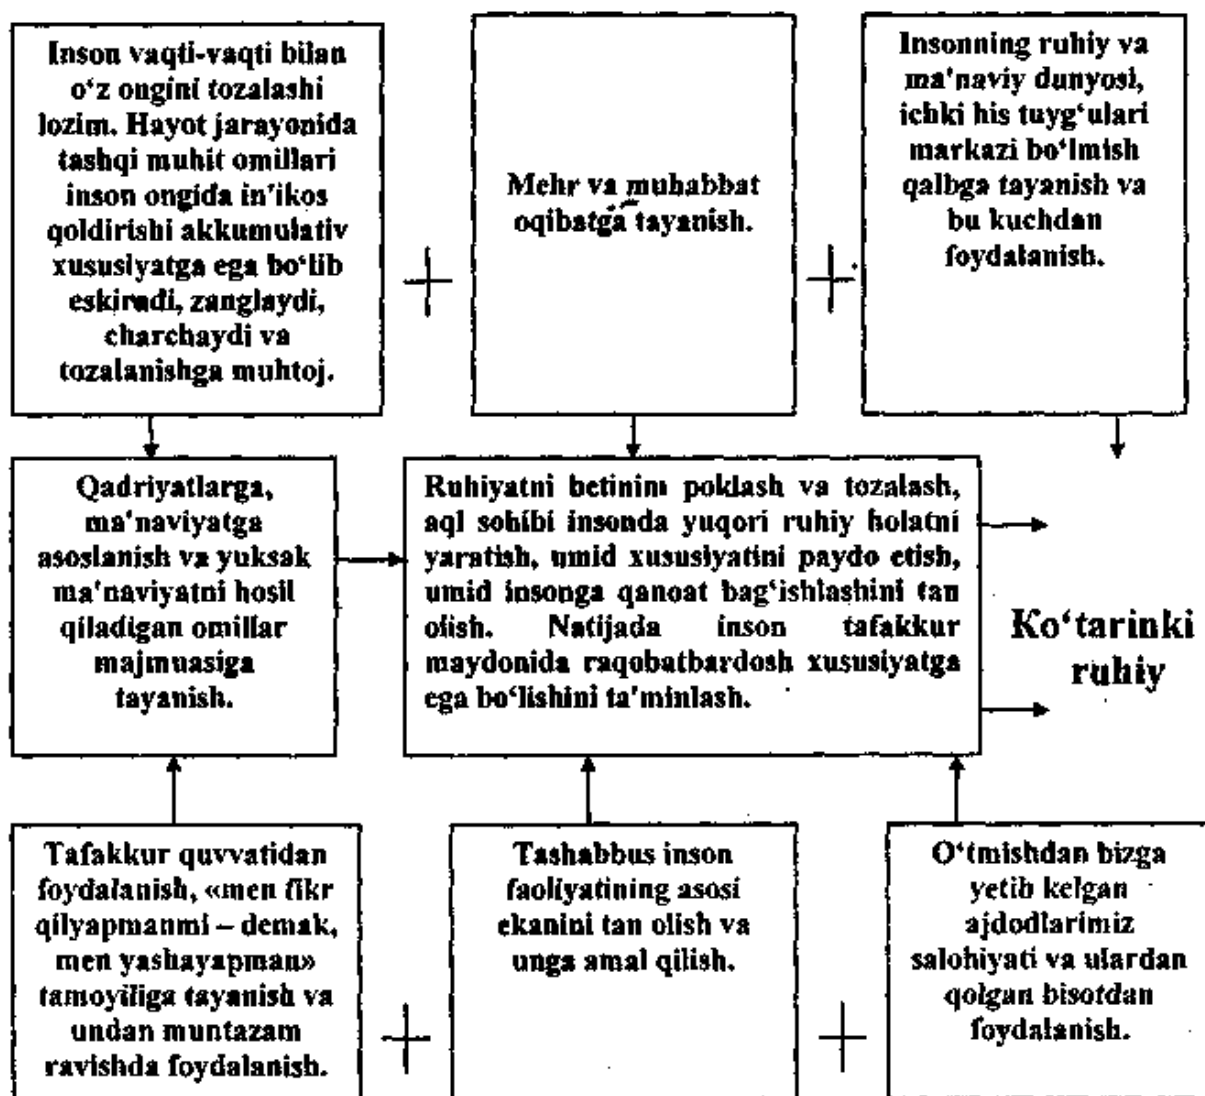 Inson vaqti-vaqti bilan
o‘z ongini tozalashi
lozim. Hayot jarayonida
tashqi muhit omillari
inson ongida in'ikos
qoldirishi akkumulativ
xususiyatga ega bo‘lib
eskiradi, zanglaydi,
charchaydi va
tozalanishga muhtoj.
+
Mehr va muhabbat
oqibatga tayanish.
+
Insonning ruhiy va
ma'naviy dunyosi,
ichki his tuyg‘ulari
markazi bo‘lmish
qalbga tayanish va
bu kuchdan
foydalanish.
Qadriyatlarga,
ma'naviyatga
asoslanish va yuksak
ma'naviyatni hosil
qiladigan omillar
majmuasiga
tayanish.
Ruhiyatni betinim poklash va tozalash,
aql sohibi insonda yuqori ruhiy holatni
yaratish, umid xususiyatini paydo etish,
umid insonga qanoat bag‘ishlashini tan
olish. Natijada inson tafakkur
maydonida raqobatbardosh xususiyatga
ega bo‘lishini ta'minlash.
Ko‘tarinki
ruhiy
Tafakkur quvvatidan
foydalanish, «men fikr
qilyapmanmi – demak,
men yashayapman»
tamoyiliga tayanish va
undan muntazam
ravishda foydalanish.
+
Tashabbus inson
faoliyatining asosi
ekanini tan olish va
unga amal qilish.
+
O‘tmishdan bizga
yetib kelgan
ajdodlarimiz
salohiyati va ulardan
qolgan bisotdan
foydalanish.